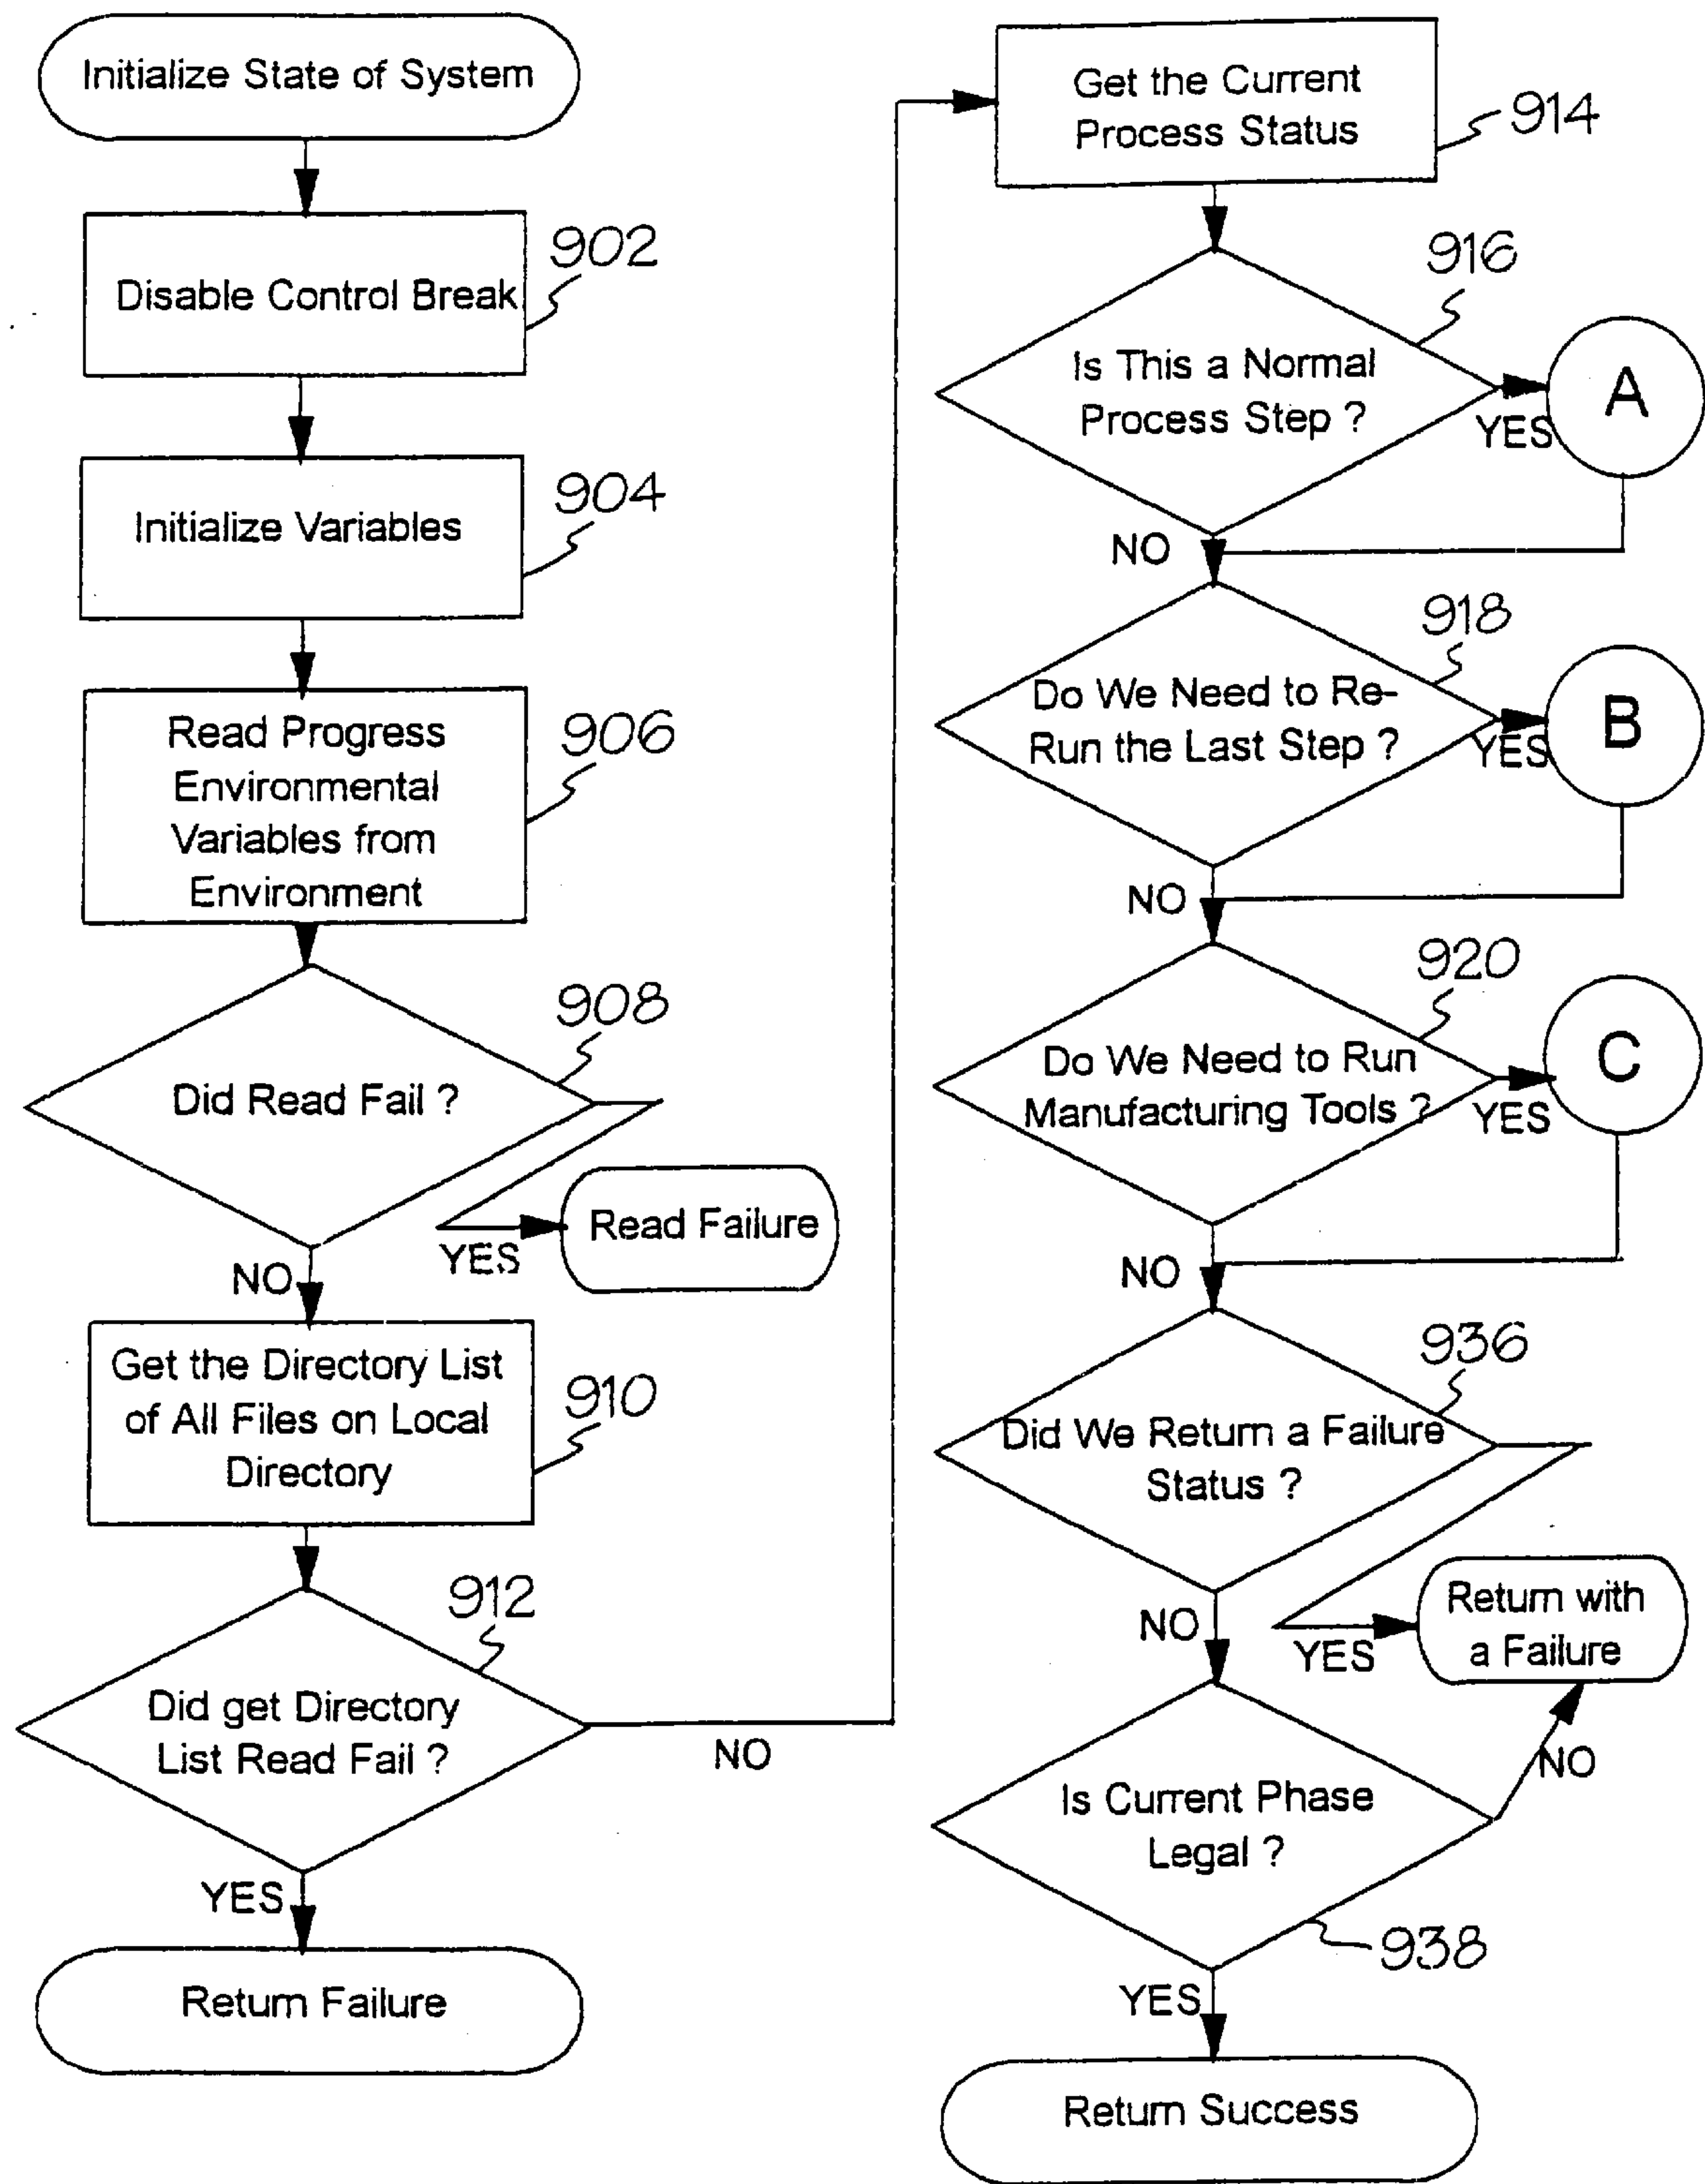 Initialize State of System
Disable Control Break
902
Initialize Variables
904
Read Progress
Environmental
Variables from
Environment
906
Did Read Fail ?
908
YES
Read Failure
NO
Get the Directory List
of All Files on Local
Directory
910
Did get Directory
List Read Fail ?
912
NO
YES
Return Failure
Get the Current
Process Status
914
Is This a Normal
Process Step ?
916
YES
A
NO
Do We Need to Re-
Run the Last Step ?
918
YES
B
NO
Do We Need to Run
Manufacturing Tools ?
920
YES
C
NO
Did We Return a Failure
Status ?
936
YES
Return with
a Failure
NO
Is Current Phase
Legal ?
938
NO
YES
Return Success